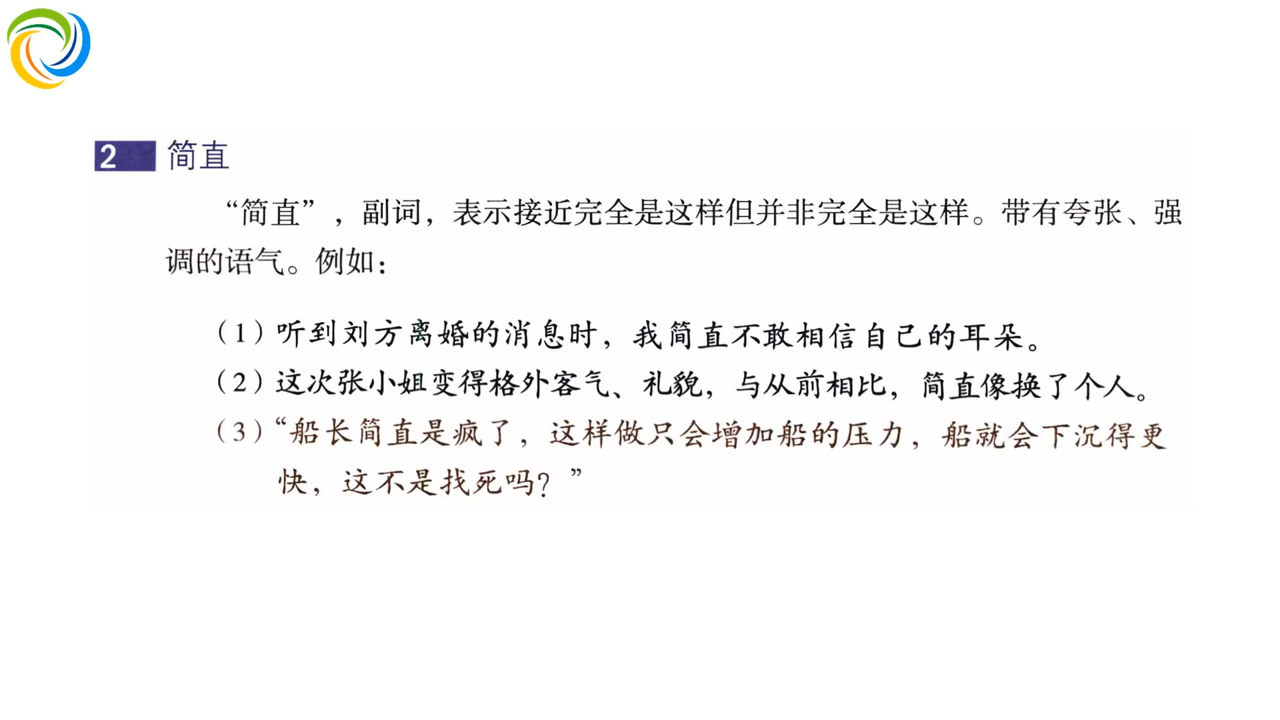 2 简直
“简直”，副词，表示接近完全是这样但并非完全是这样。带有夸张、强
调的语气。例如：
（1）听到刘方离婚的消息时，我简直不敢相信自己的耳朵。
（2）这次张小姐变得格外客气、礼貌，与从前相比，简直像换了个人。
（3）“船长简直是疯了，这样做只会增加船的压力，船就会下沉得更
快，这不是找死吗？”